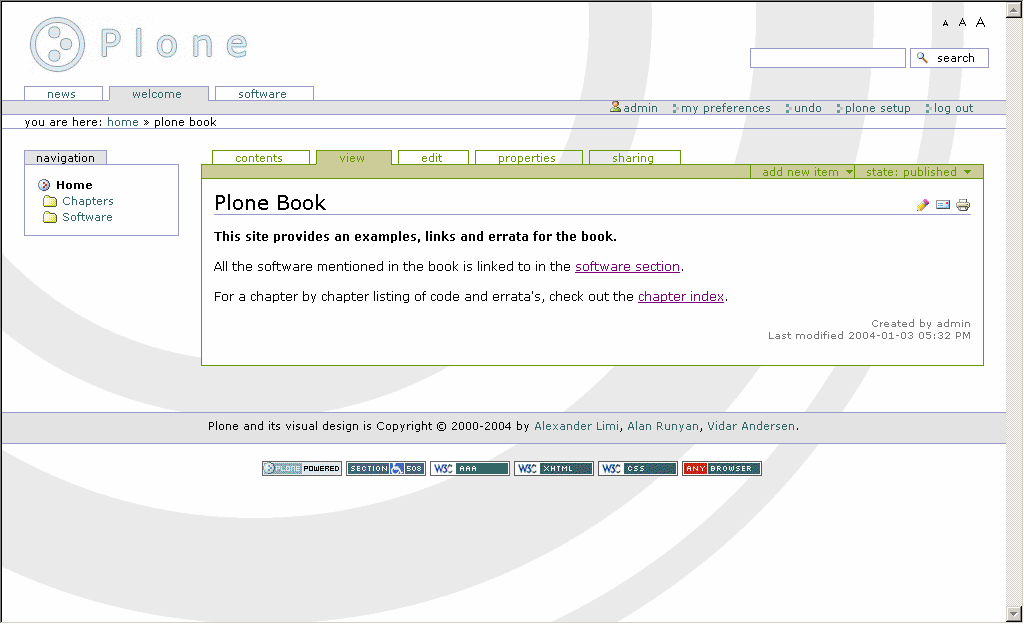 A A A
Plone
search
news welcome software
admin my preferences undo plone setup log out
you are here: home » plone book
navigation
Home
Chapters
Software
contents view edit properties sharing
add new item state: published
Plone Book
This site provides an examples, links and errata for the book.
All the software mentioned in the book is linked to in the software section.
For a chapter by chapter listing of code and errata's, check out the chapter index.
Created by admin
Last modified 2004-01-03 05:32 PM
Plone and its visual design is Copyright © 2000-2004 by Alexander Limi, Alan Runyan, Vidar Andersen.
PLONE POWERED SECTION 508 W3C AAA W3C XHTML W3C CSS ANY BROWSER